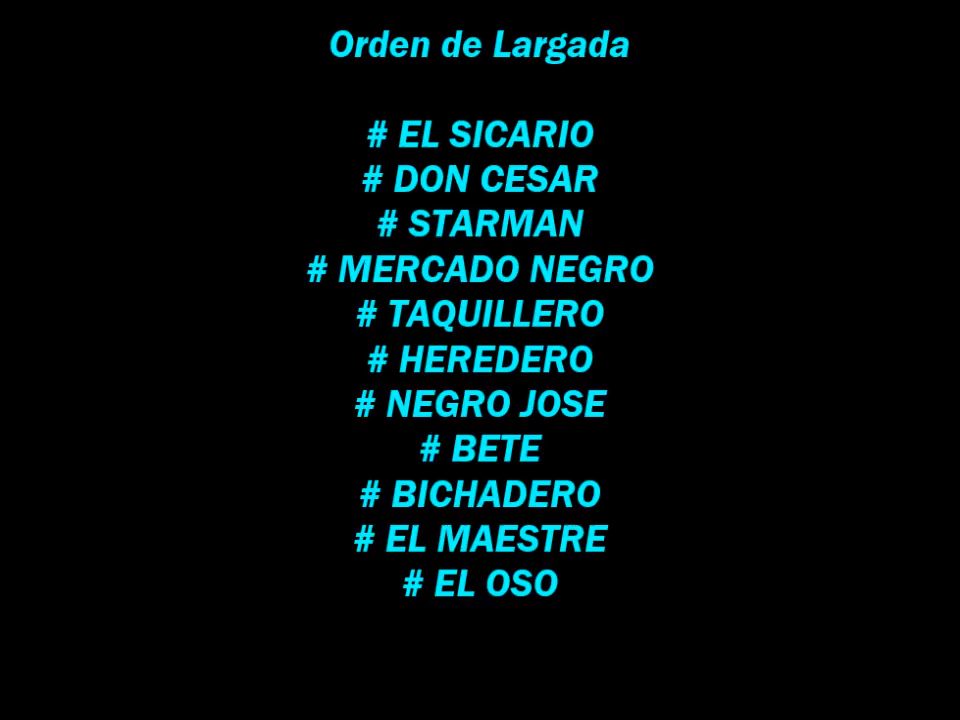 Orden de Largada
# EL SICARIO
# DON CESAR
# STARMAN
# MERCADO NEGRO
# TAQUILLERO
# HEREDERO
# NEGRO JOSE
# BETE
# BICHADERO
# EL MAESTRE
# EL OSO